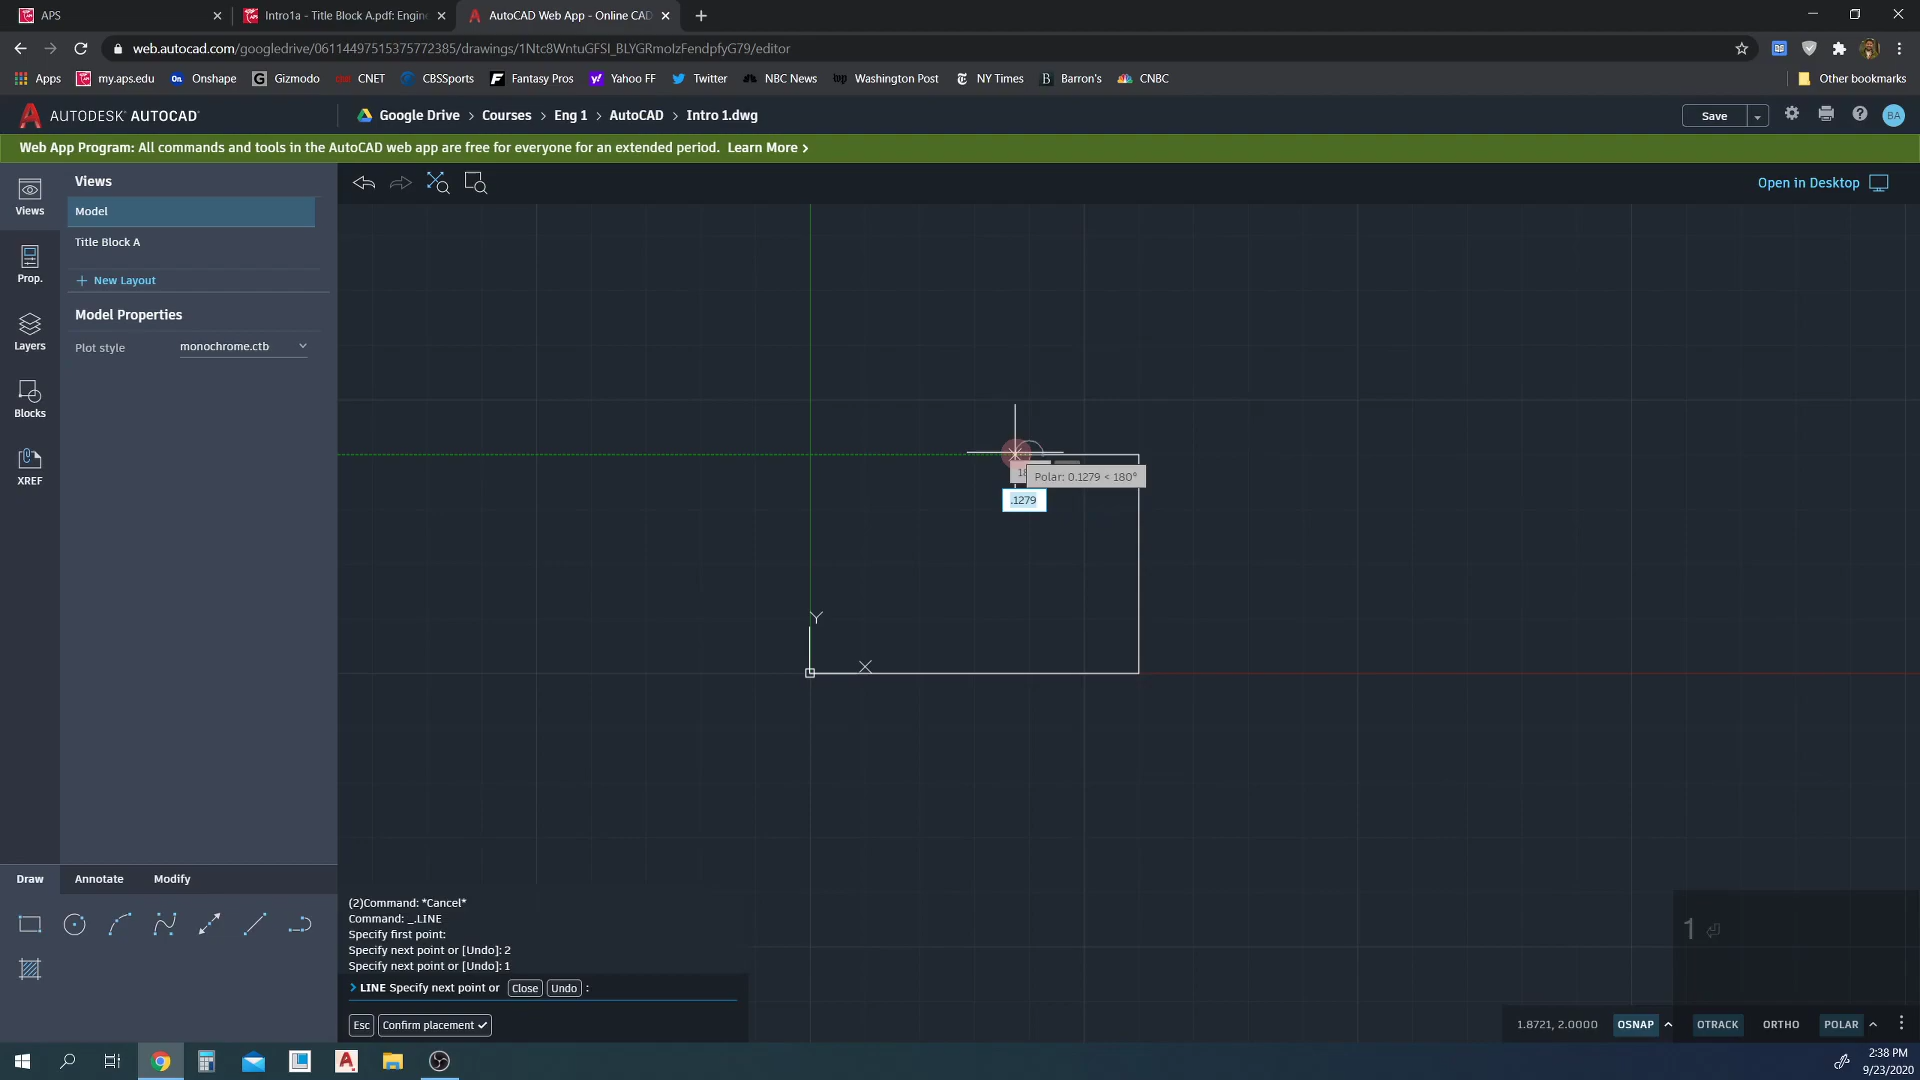 APS
Intro1a - Title Block A.pdf: Engine
AutoCAD Web App - Online CAD
web.autocad.com/googledrive/06114497515375772385/drawings/1Ntc8WntuGFSI_BLYGRmoIzFendpfyG79/editor
Apps
my.aps.edu
Onshape
Gizmodo
CNET
CBSSports
Fantasy Pros
Yahoo FF
Twitter
NBC News
Washington Post
NY Times
Barron's
CNBC
Other bookmarks
AUTODESK® AUTOCAD®
Google Drive > Courses > Eng 1 > AutoCAD > Intro 1.dwg
Save
BA
Web App Program: All commands and tools in the AutoCAD web app are free for everyone for an extended period. Learn More >
Views
Prop.
Layers
Blocks
XREF
Views
Model
Title Block A
+ New Layout
Model Properties
Plot style
monochrome.ctb
Open in Desktop
Polar: 0.1279 < 180°
.1279
Y
X
Draw
Annotate
Modify
(2)Command: *Cancel*
Command: _.LINE
Specify first point:
Specify next point or [Undo]: 2
Specify next point or [Undo]: 1
> LINE Specify next point or Close Undo :
Esc
Confirm placement
1
1.8721, 2.0000
OSNAP
OTRACK
ORTHO
POLAR
2:38 PM
9/23/2020